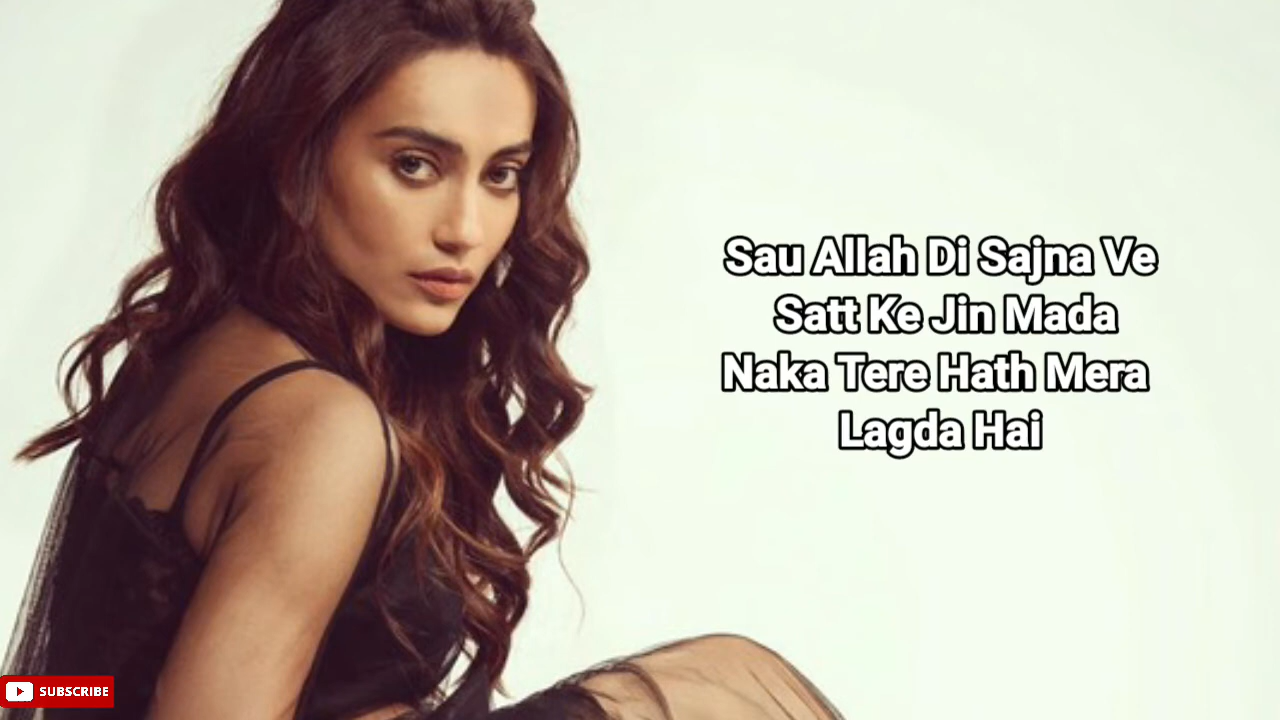 Sau Allah Di Sajna Ve
Satt Ke Jin Mada
Naka Tere Hath Mera
Lagda Hai
SUBSCRIBE